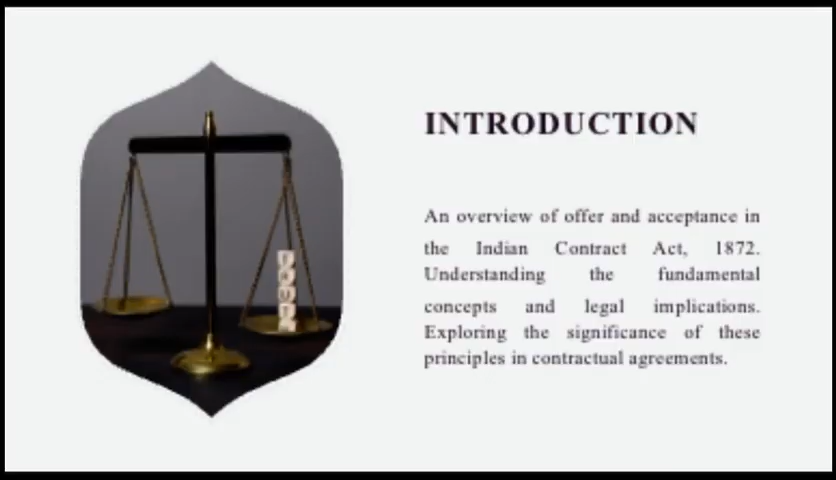 INTRODUCTION
An overview of offer and acceptance in
the Indian Contract Act, 1872.
Understanding the fundamental
concepts and legal implications.
Exploring the significance of these
principles in contractual agreements.